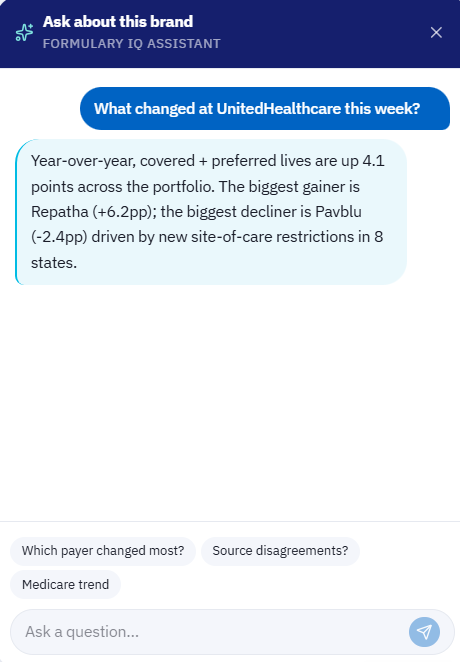 Ask about this brand
FORMULARY IQ ASSISTANT
What changed at UnitedHealthcare this week?
Year-over-year, covered + preferred lives are up 4.1
points across the portfolio. The biggest gainer is
Repatha (+6.2pp); the biggest decliner is Pavblu
(-2.4pp) driven by new site-of-care restrictions in 8
states.
Which payer changed most?
Source disagreements?
Medicare trend
Ask a question...